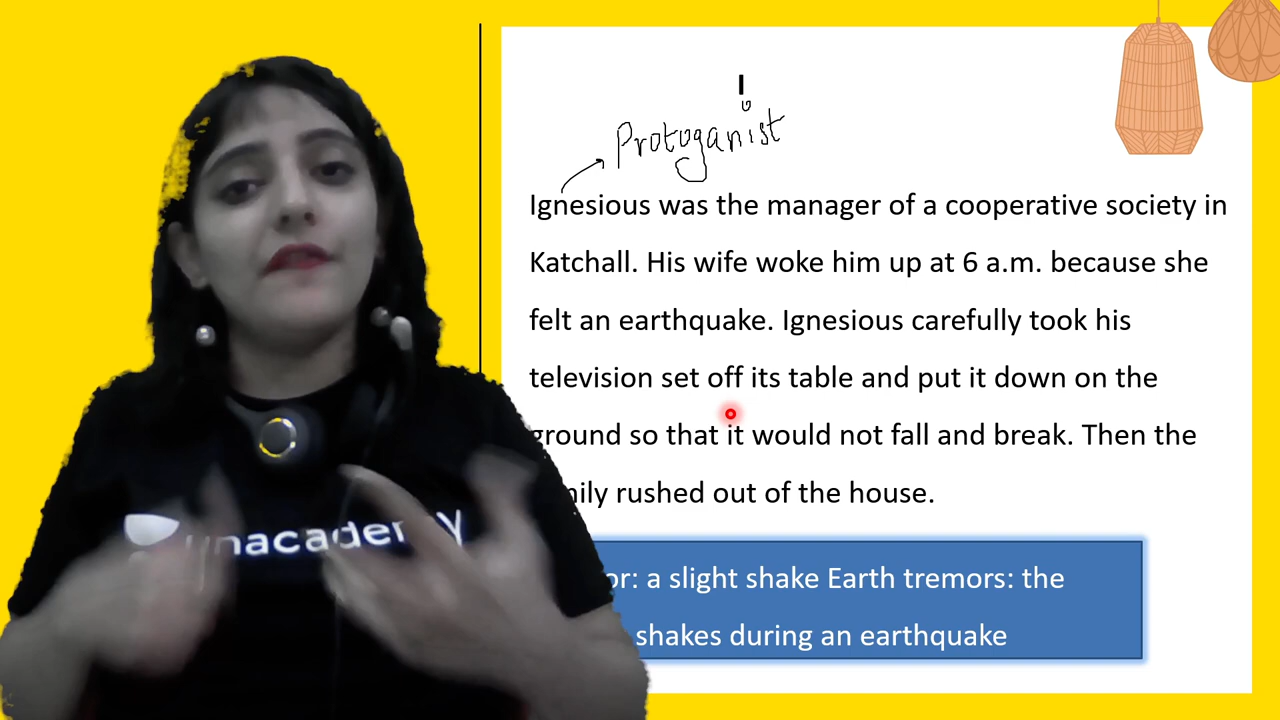 I
Protoganist
Ignesious was the manager of a cooperative society in
Katchall. His wife woke him up at 6 a.m. because she
felt an earthquake. Ignesious carefully took his
television set off its table and put it down on the
ground so that it would not fall and break. Then the
rushed out of the house.
a slight shake Earth tremors: the
shakes during an earthquake
unacademy